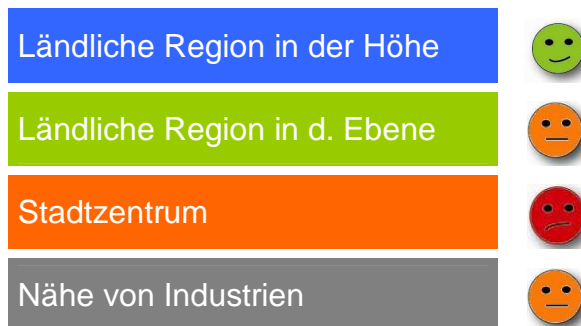 Ländliche Region in der Höhe
Ländliche Region in d. Ebene
Stadtzentrum
Nähe von Industrien